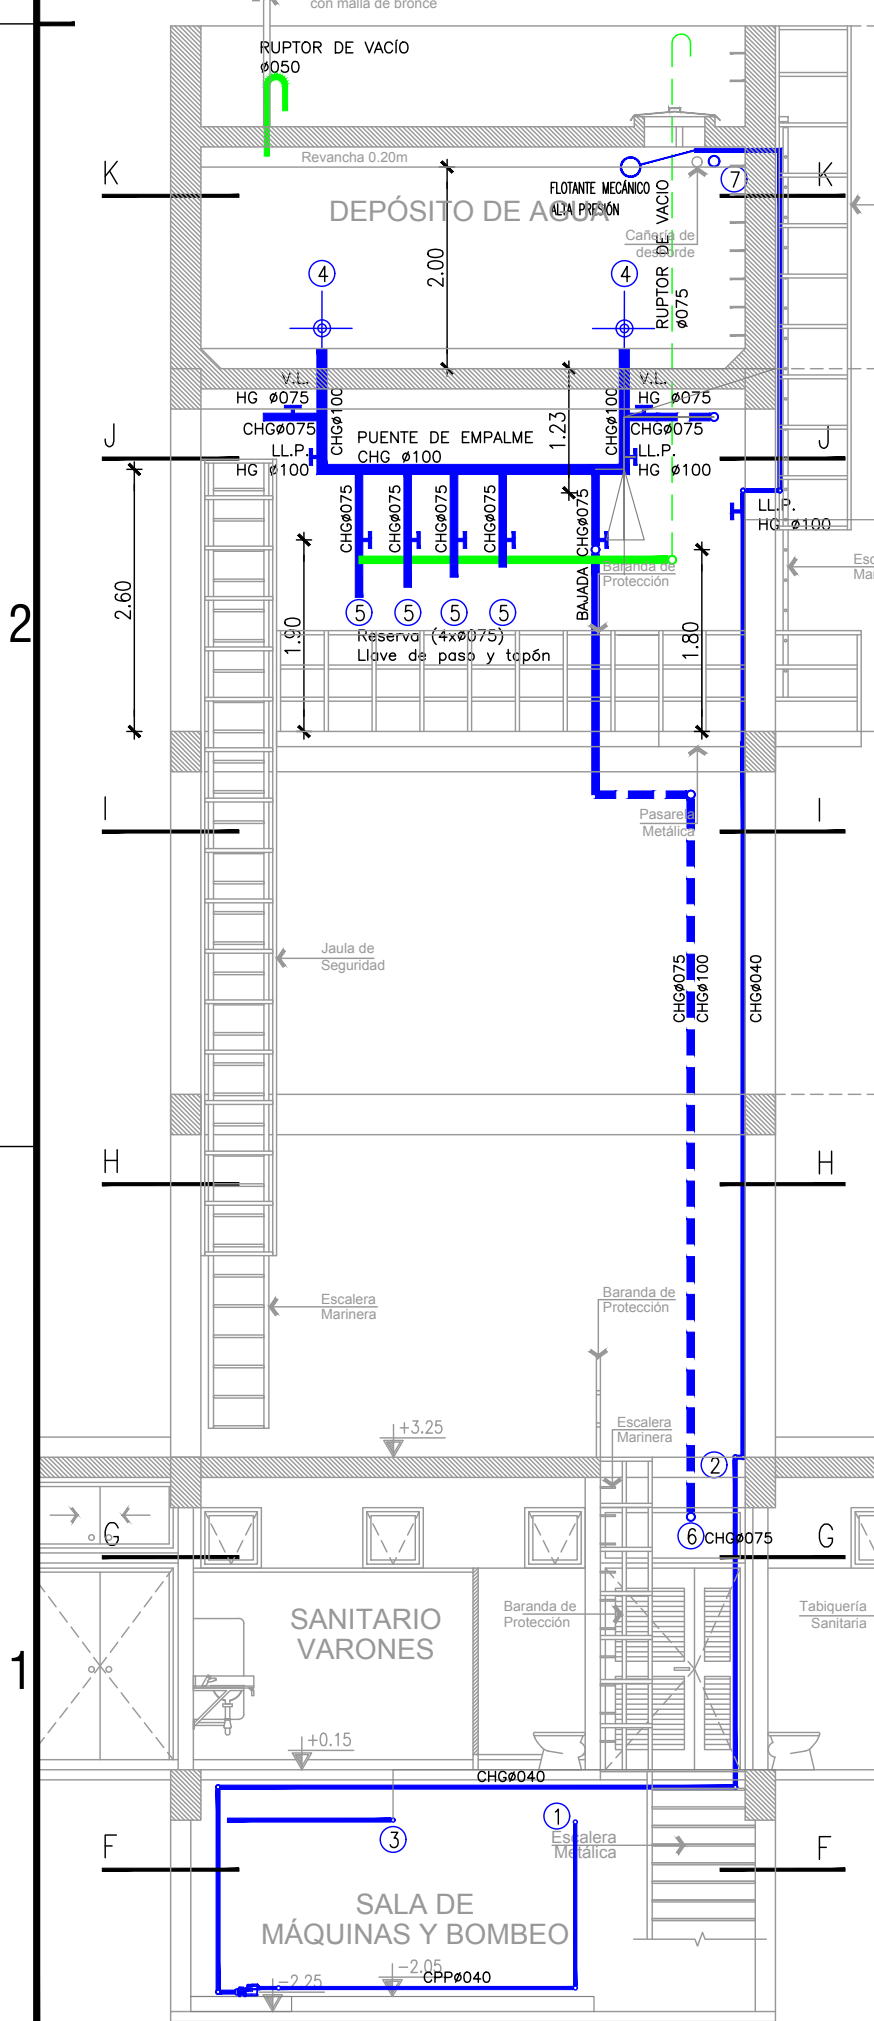 con malla de bronce
RUPTOR DE VACÍO
ø050
Revancha 0.20m
K
K
FLOTANTE MECÁNICO
ALTA PRESIÓN
7
DEPÓSITO DE AGUA
Cañería de
desborde
RUPTOR DE VACIO
ø075
2.00
4
4
V.L.
HG ø075
CHGø075
CHGø100
V.L.
HG ø075
CHGø075
CHGø100
1.23
J
J
PUENTE DE EMPALME
CHG ø100
LL.P.
HG ø100
LL.P.
HG ø100
LL.P.
HG ø100
CHGø075
CHGø075
CHGø075
CHGø075
BAJADA CHGø075
Baranda de
Protección
2.60
1.90
1.80
2
5
5
5
5
Reserva (4xø075)
Llave de paso y tapón
I
I
Pasarela
Metálica
Jaula de
Seguridad
CHGø075
CHGø100
CHGø040
H
H
Escalera
Marinera
Baranda de
Protección
+3.25
Escalera
Marinera
2
G
G
6
CHGø075
SANITARIO
VARONES
Baranda de
Protección
Tabiquería
Sanitaria
1
+0.15
CHGø040
1
3
F
F
Escalera
Metálica
SALA DE
MÁQUINAS Y BOMBEO
-2.05
CPPø040
-2.25